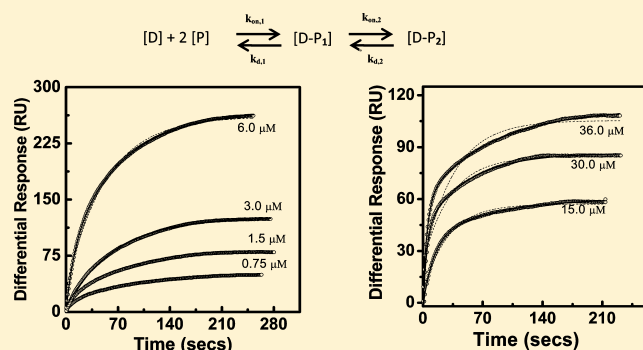 [D] + 2 [P] k_on,1 k_d,1 [D-P₁] k_on,2 k_d,2 [D-P₂]
Differential Response (RU)
300
225
150
75
0
6.0 μM
3.0 μM
1.5 μM
0.75 μM
0 70 140 210 280
Time (secs)
Differential Response (RU)
120
90
60
30
0
36.0 μM
30.0 μM
15.0 μM
0 70 140 210
Time (secs)